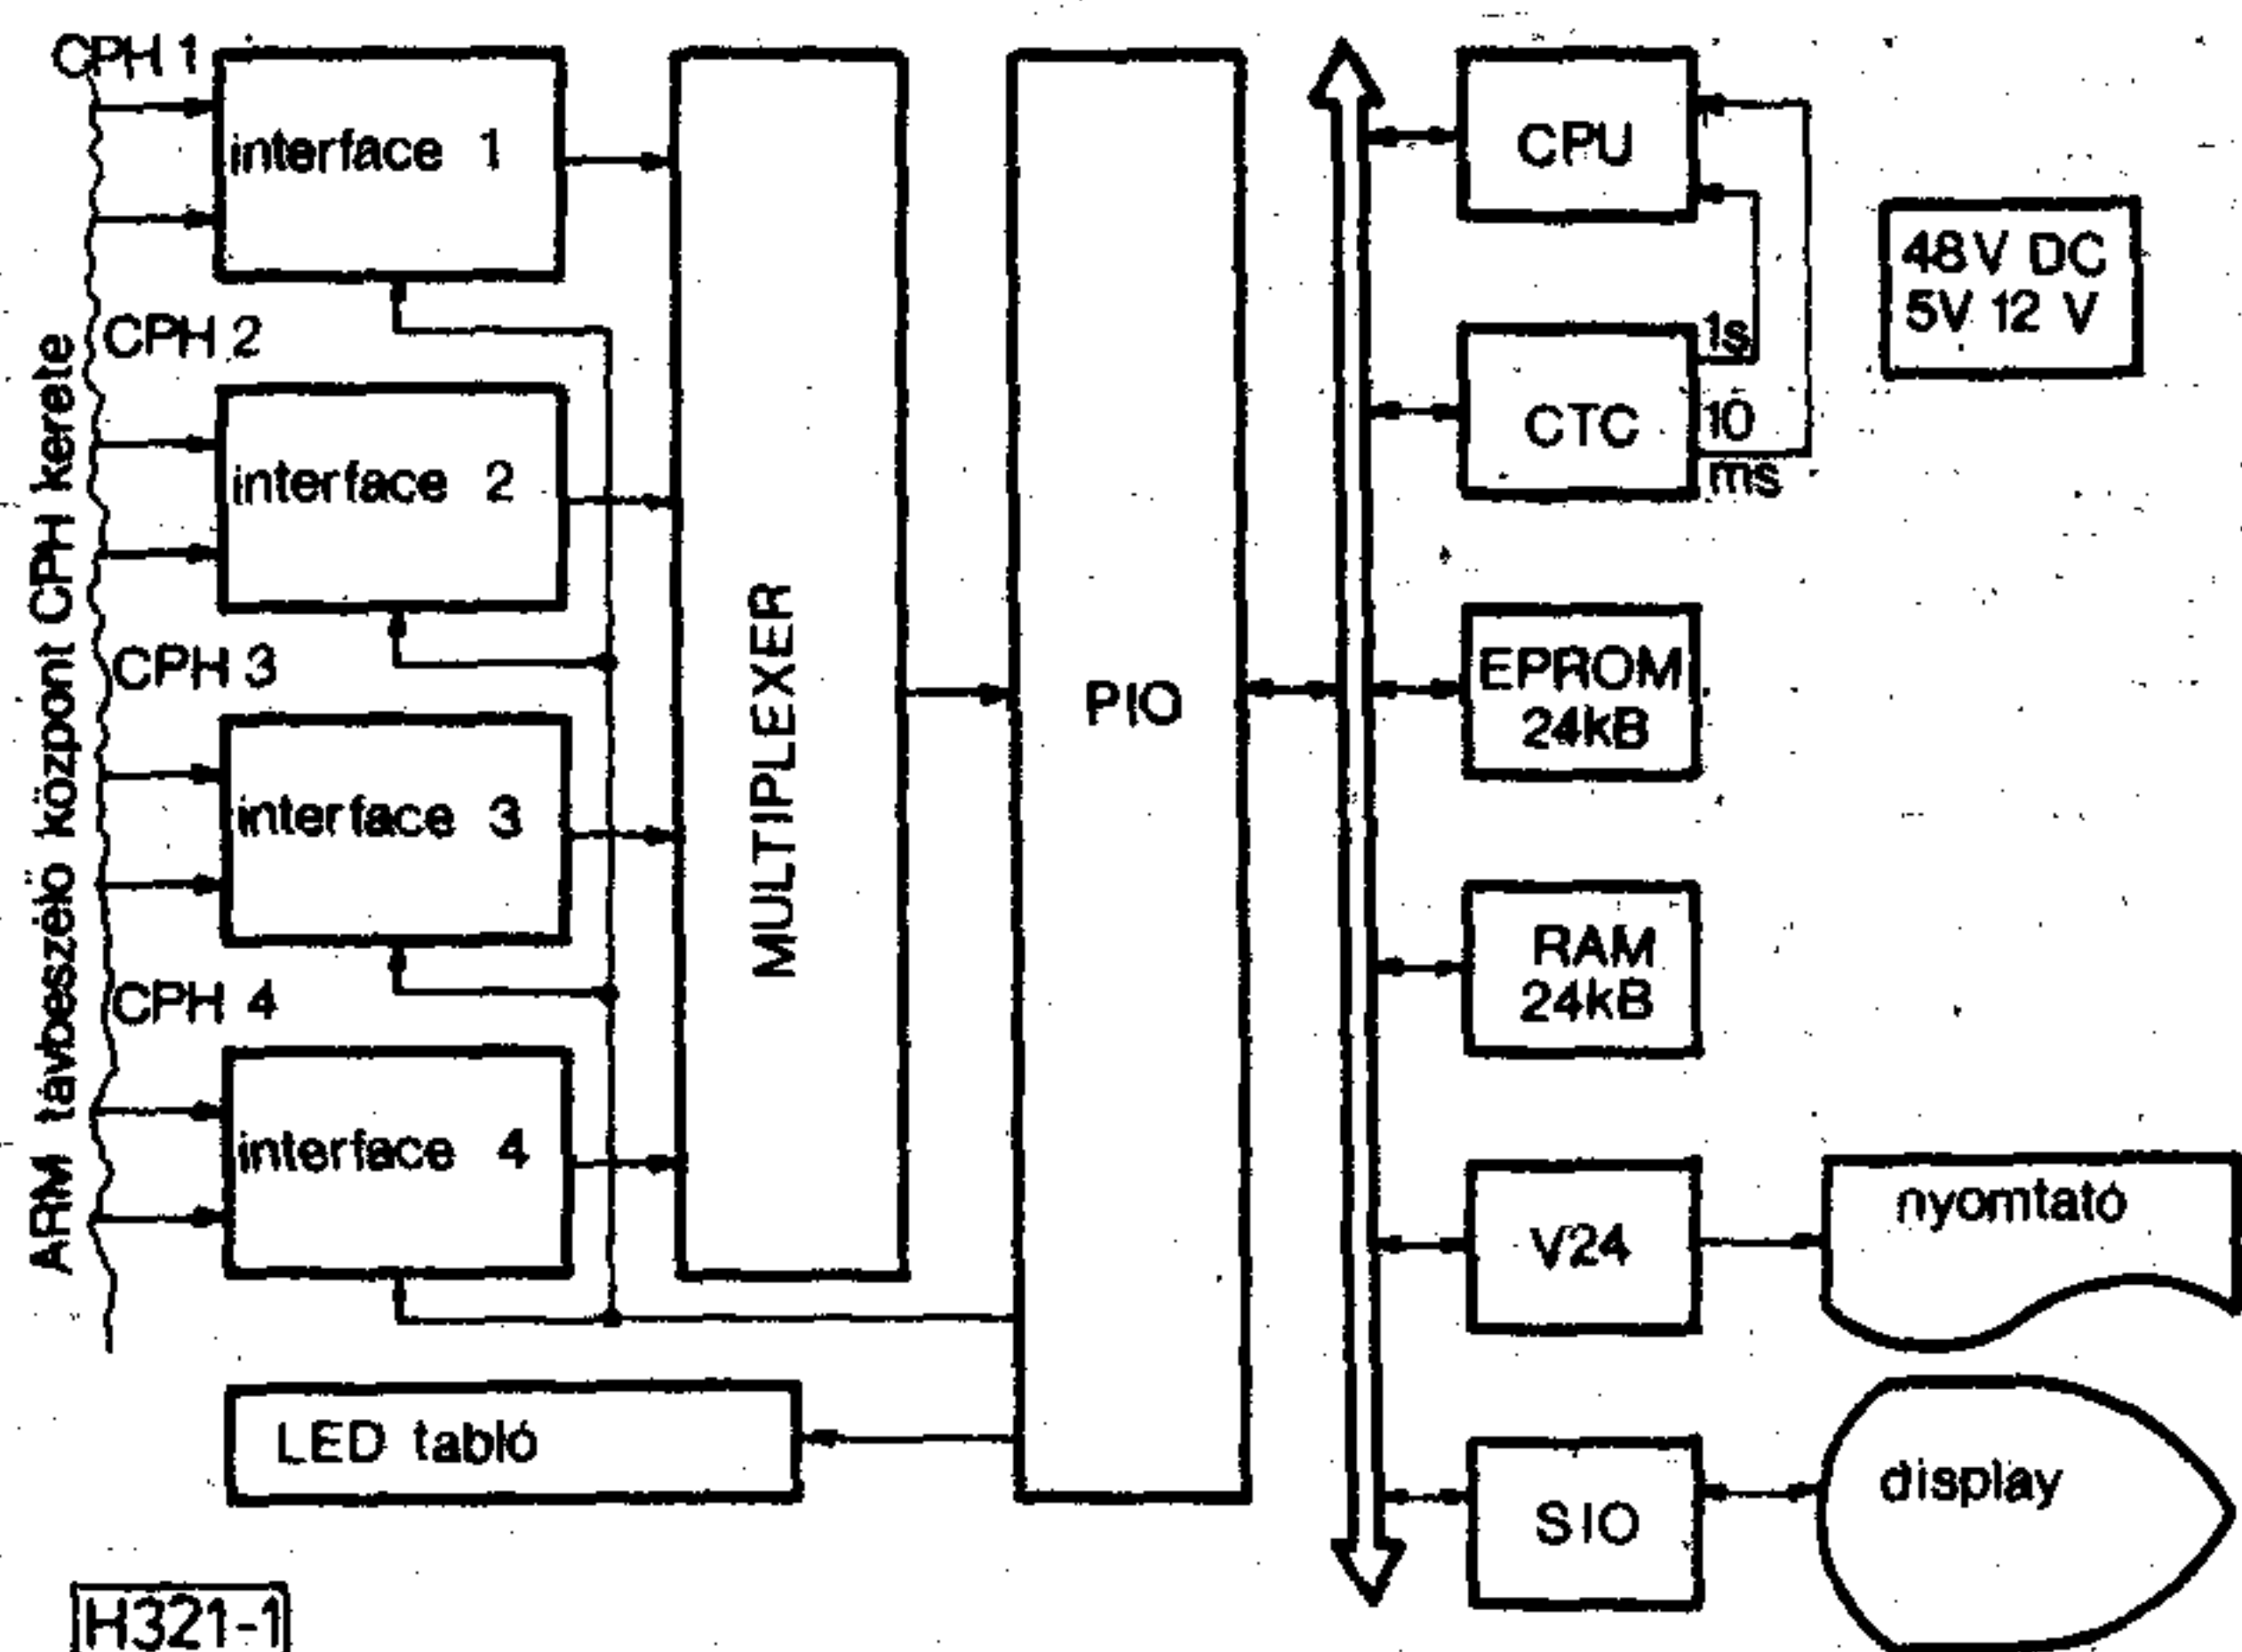 CPH 1
interface 1
CPH 2
interface 2
CPH 3
interface 3
CPH 4
interface 4
ARM távbeszélő központ CPH kerete
MULTIPLEXER
PIO
LED tabló
CPU
1s
CTC
10
ms
48V DC
5V 12 V
EPROM
24kB
RAM
24kB
V24
nyomtató
SIO
display
H321-1